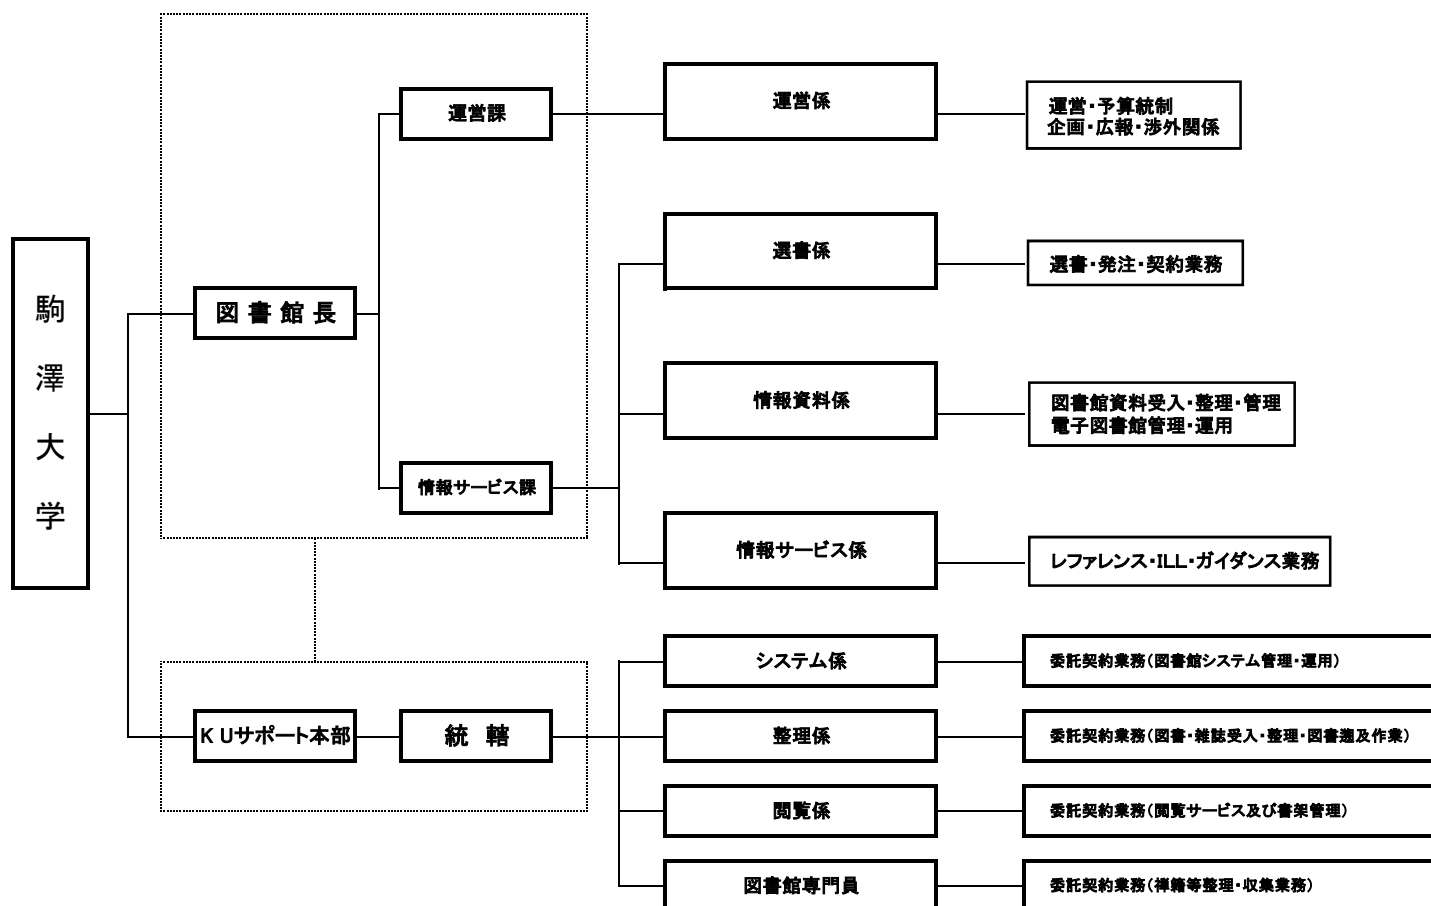 駒澤大学
図書館長
運営課
情報サービス課
運営係
運営・予算統制
企画・広報・渉外関係
選書係
選書・発注・契約業務
情報資料係
図書館資料受入・整理・管理
電子図書館管理・運用
情報サービス係
レファレンス・ILL・ガイダンス業務
KUサポート本部
統轄
システム係
委託契約業務(図書館システム管理・運用)
整理係
委託契約業務(図書・雑誌受入・整理・図書遡及作業)
閲覧係
委託契約業務(閲覧サービス及び書架管理)
図書館専門員
委託契約業務(禅籍等整理・収集業務)